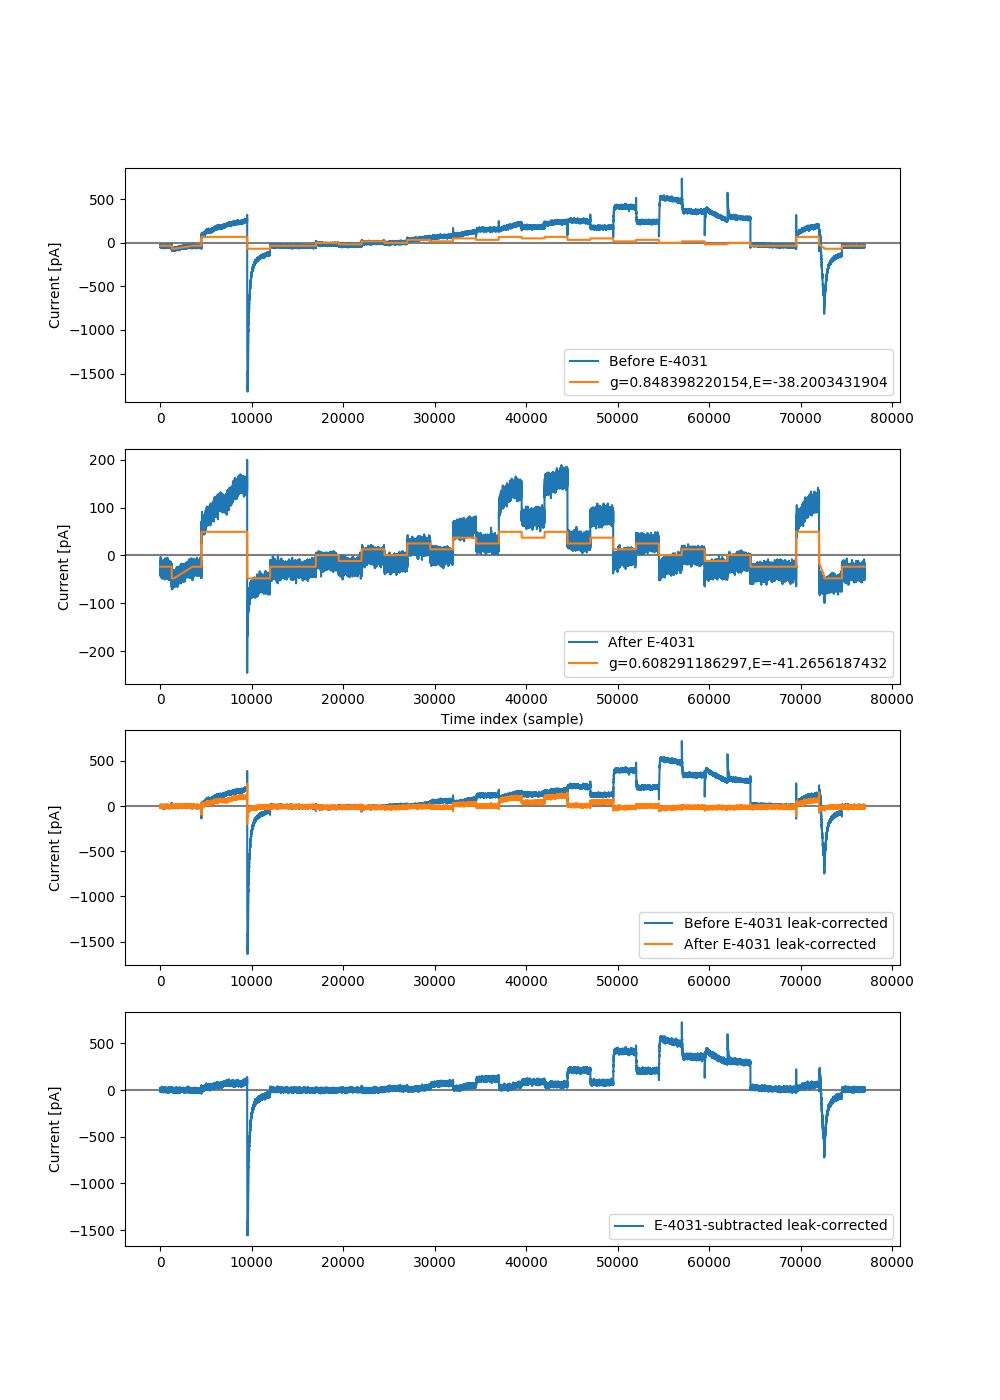 500
0
−500
−1000
−1500
Current [pA]
Before E-4031
g=0.848398220154,E=-38.2003431904
0 10000 20000 30000 40000 50000 60000 70000 80000
200
100
0
−100
−200
Current [pA]
After E-4031
g=0.608291186297,E=-41.2656187432
0 10000 20000 30000 40000 50000 60000 70000 80000
Time index (sample)
500
0
−500
−1000
−1500
Current [pA]
Before E-4031 leak-corrected
After E-4031 leak-corrected
0 10000 20000 30000 40000 50000 60000 70000 80000
500
0
−500
−1000
−1500
Current [pA]
E-4031-subtracted leak-corrected
0 10000 20000 30000 40000 50000 60000 70000 80000